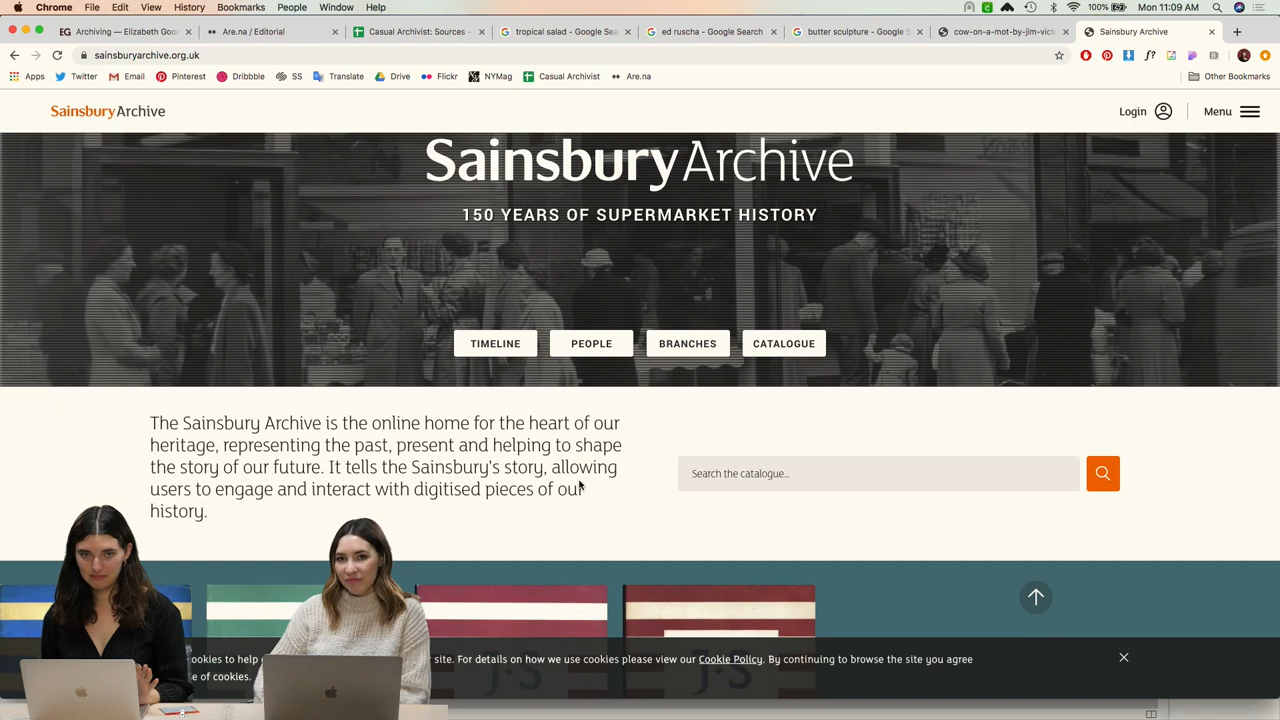 Chrome File Edit View History Bookmarks People Window Help 100% Mon 11:09 AM
EG Archiving — Elizabeth Goo
Are.na / Editorial
Casual Archivist: Sources -
tropical salad - Google Sea
ed ruscha - Google Search
butter sculpture - Google S
cow-on-a-mot-by-jim-victo
Sainsbury Archive
sainsburyarchive.org.uk
Apps Twitter Email Pinterest Dribbble SS Translate Drive Flickr NYMag Casual Archivist Are.na Other Bookmarks
SainsburyArchive
Login
Menu
SainsburyArchive
150 YEARS OF SUPERMARKET HISTORY
TIMELINE
PEOPLE
BRANCHES
CATALOGUE
The Sainsbury Archive is the online home for the heart of our
heritage, representing the past, present and helping to shape
the story of our future. It tells the Sainsbury's story, allowing
users to engage and interact with digitised pieces of our
history.
Search the catalogue...
J·S
J·S
ookies to help
site. For details on how we use cookies please view our Cookie Policy. By continuing to browse the site you agree
e of cookies.